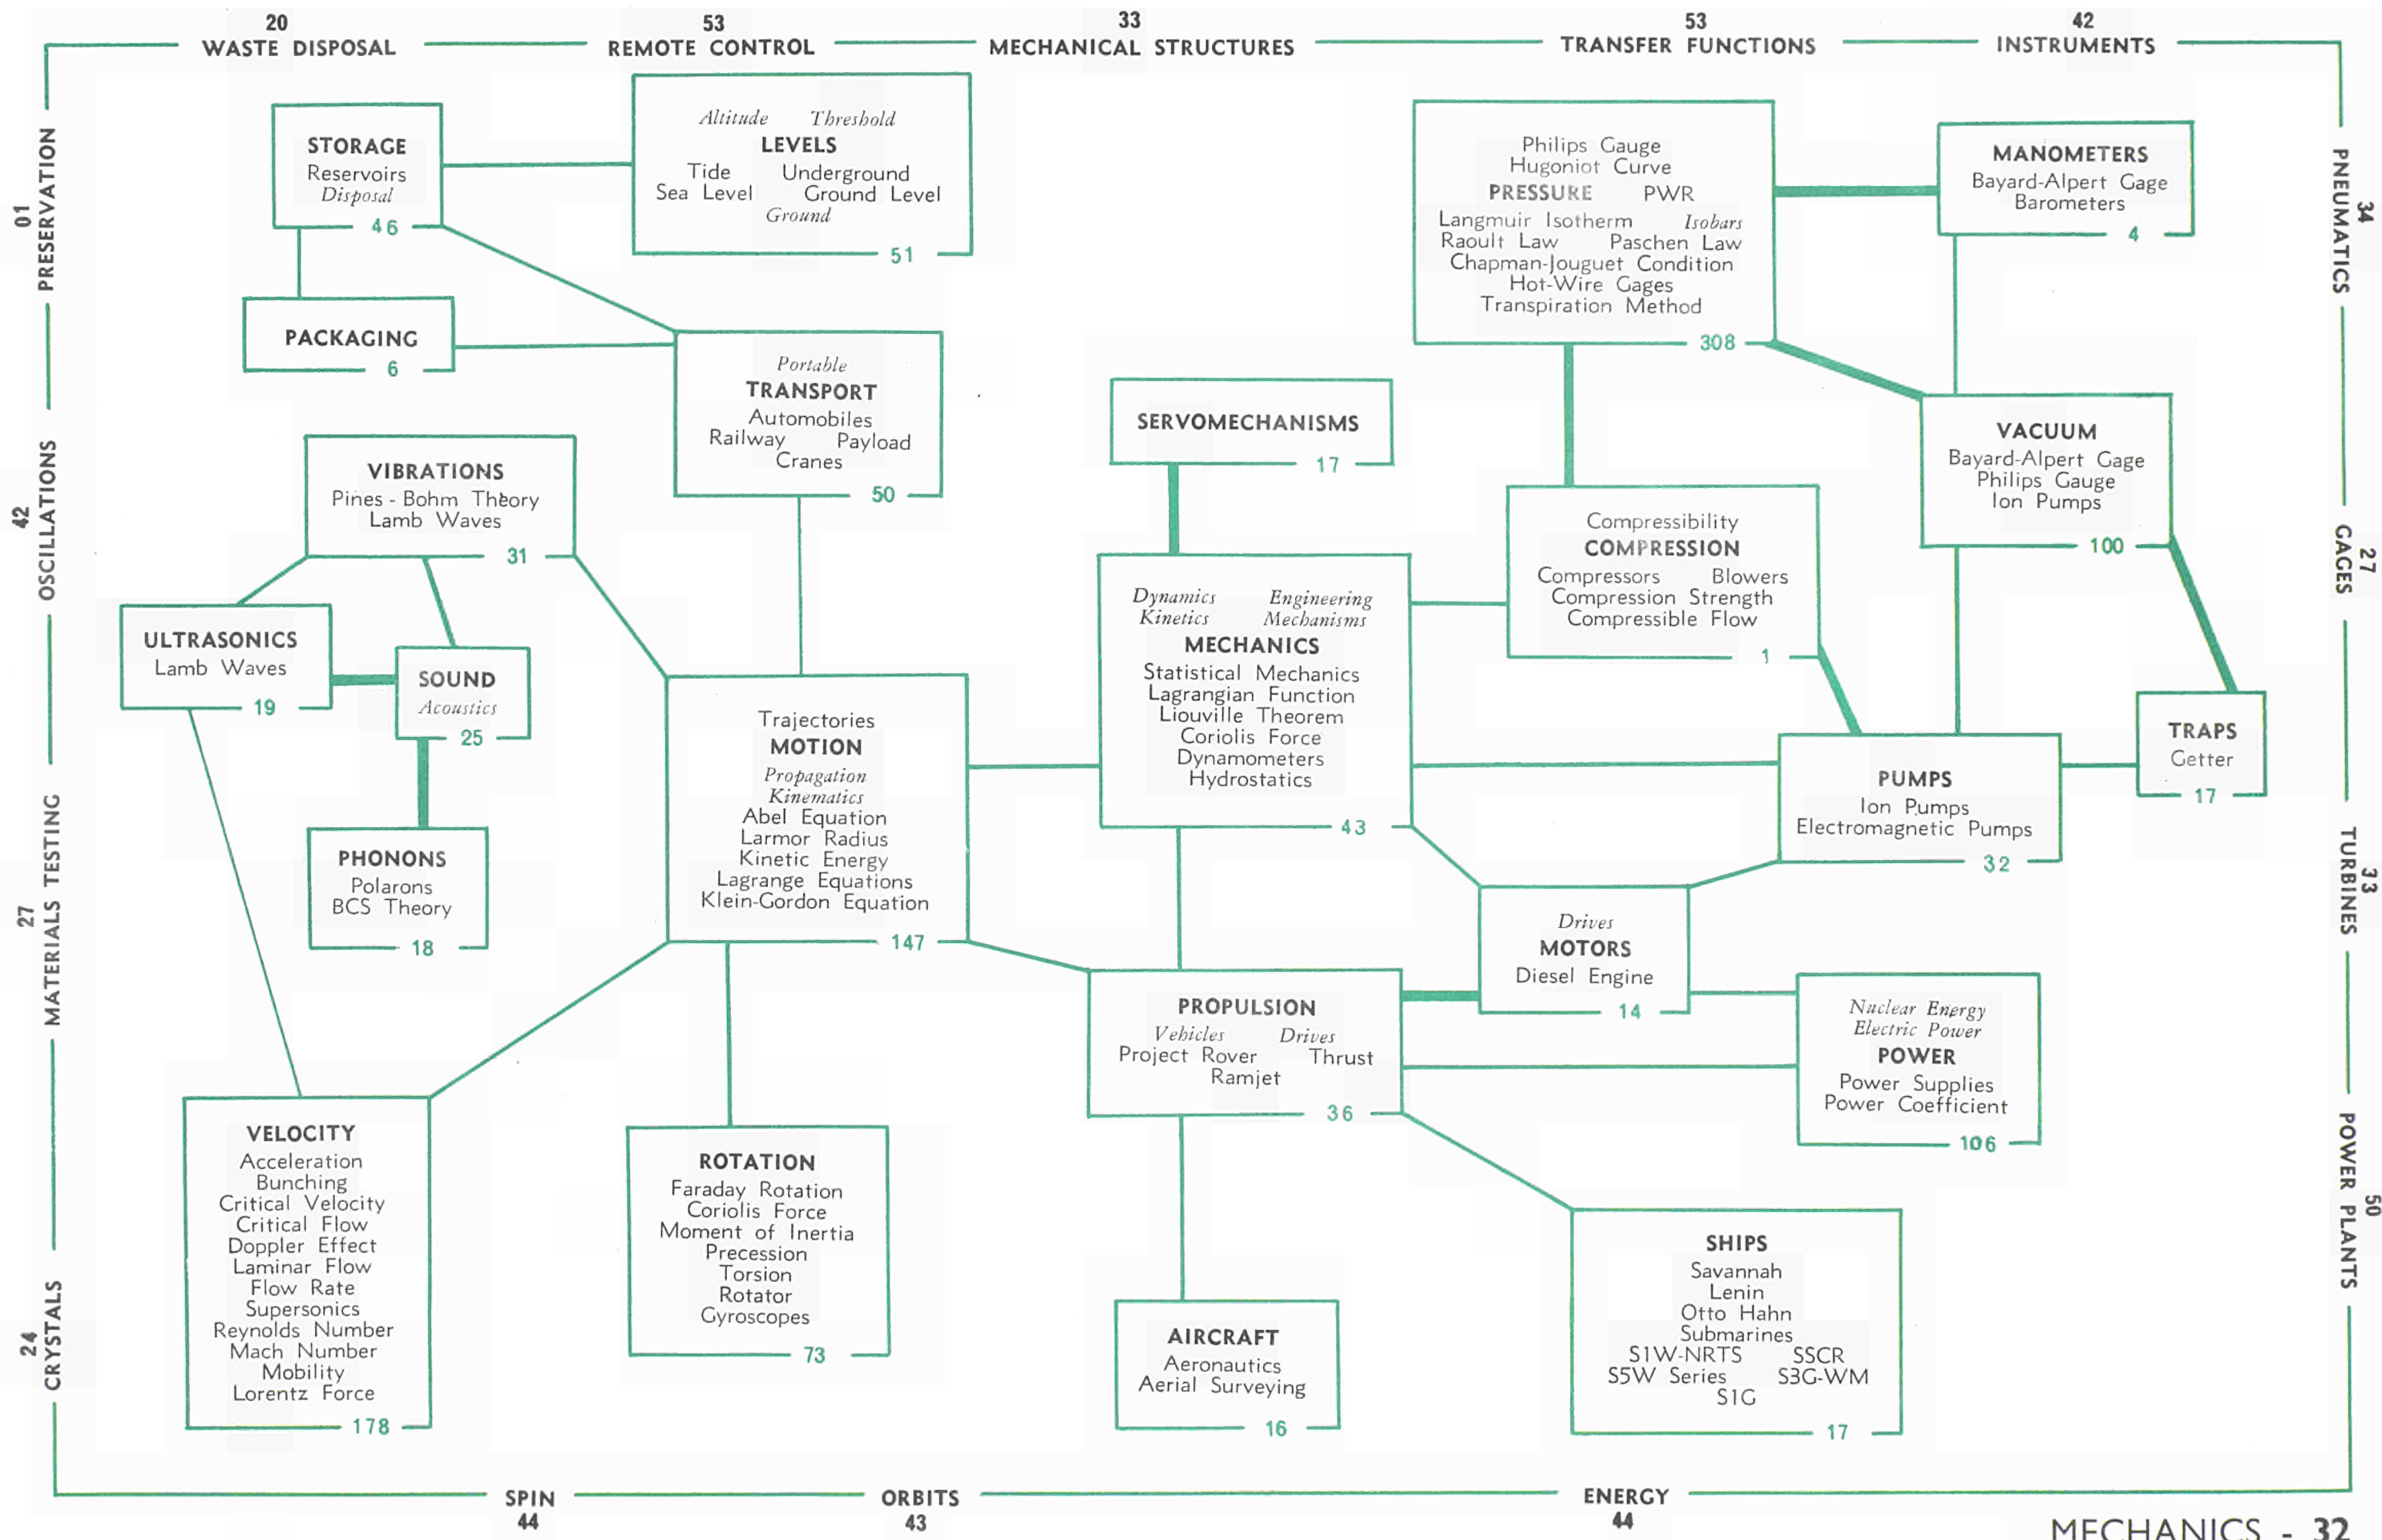 20
WASTE DISPOSAL
53
REMOTE CONTROL
33
MECHANICAL STRUCTURES
53
TRANSFER FUNCTIONS
42
INSTRUMENTS
01
PRESERVATION
42
OSCILLATIONS
27
MATERIALS TESTING
24
CRYSTALS
STORAGE
Reservoirs
Disposal
46
Altitude Threshold
LEVELS
Tide Underground
Sea Level Ground Level
Ground
51
PACKAGING
6
Portable
TRANSPORT
Automobiles
Railway Payload
Cranes
50
Philips Gauge
Hugoniot Curve
PRESSURE PWR
Langmuir Isotherm Isobars
Raoult Law Paschen Law
Chapman-Jouguet Condition
Hot-Wire Gages
Transpiration Method
308
MANOMETERS
Bayard-Alpert Gage
Barometers
4
SERVOMECHANISMS
17
VACUUM
Bayard-Alpert Gage
Philips Gauge
Ion Pumps
100
VIBRATIONS
Pines - Bohm Theory
Lamb Waves
31
ULTRASONICS
Lamb Waves
19
SOUND
Acoustics
25
PHONONS
Polarons
BCS Theory
18
Trajectories
MOTION
Propagation
Kinematics
Abel Equation
Larmor Radius
Kinetic Energy
Lagrange Equations
Klein-Gordon Equation
147
Dynamics Engineering
Kinetics Mechanisms
MECHANICS
Statistical Mechanics
Lagrangian Function
Liouville Theorem
Coriolis Force
Dynamometers
Hydrostatics
43
Compressibility
COMPRESSION
Compressors Blowers
Compression Strength
Compressible Flow
1
TRAPS
Getter
17
PUMPS
Ion Pumps
Electromagnetic Pumps
32
Drives
MOTORS
Diesel Engine
14
PROPULSION
Vehicles Drives
Project Rover Thrust
Ramjet
36
Nuclear Energy
Electric Power
POWER
Power Supplies
Power Coefficient
106
VELOCITY
Acceleration
Bunching
Critical Velocity
Critical Flow
Doppler Effect
Laminar Flow
Flow Rate
Supersonics
Reynolds Number
Mach Number
Mobility
Lorentz Force
178
ROTATION
Faraday Rotation
Coriolis Force
Moment of Inertia
Precession
Torsion
Rotator
Gyroscopes
73
AIRCRAFT
Aeronautics
Aerial Surveying
16
SHIPS
Savannah
Lenin
Otto Hahn
Submarines
S1W-NRTS SSCR
S5W Series S3G-WM
S1G
17
34
PNEUMATICS
27
GAGES
33
TURBINES
50
POWER PLANTS
SPIN
44
ORBITS
43
ENERGY
44
MECHANICS - 32